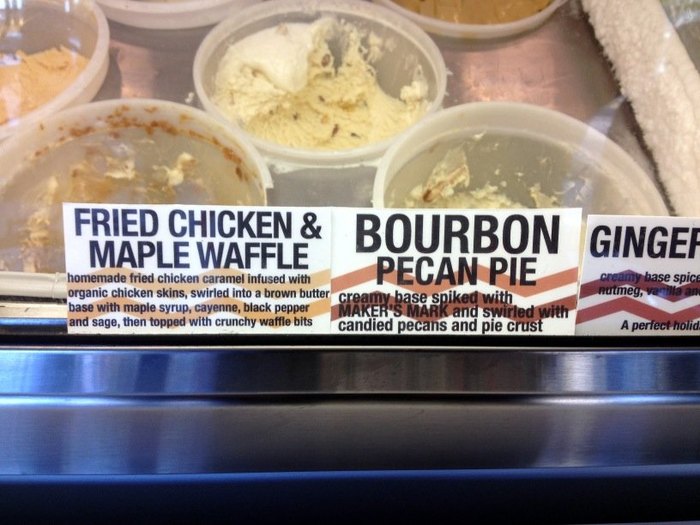 FRIED CHICKEN &
MAPLE WAFFLE
homemade fried chicken caramel infused with
organic chicken skins, swirled into a brown butter
base with maple syrup, cayenne, black pepper
and sage, then topped with crunchy waffle bits
BOURBON
PECAN PIE
creamy base spiked with
MAKER'S MARK and swirled with
candied pecans and pie crust
GINGER
creamy base spice
nutmeg, vanilla an
A perfect holid